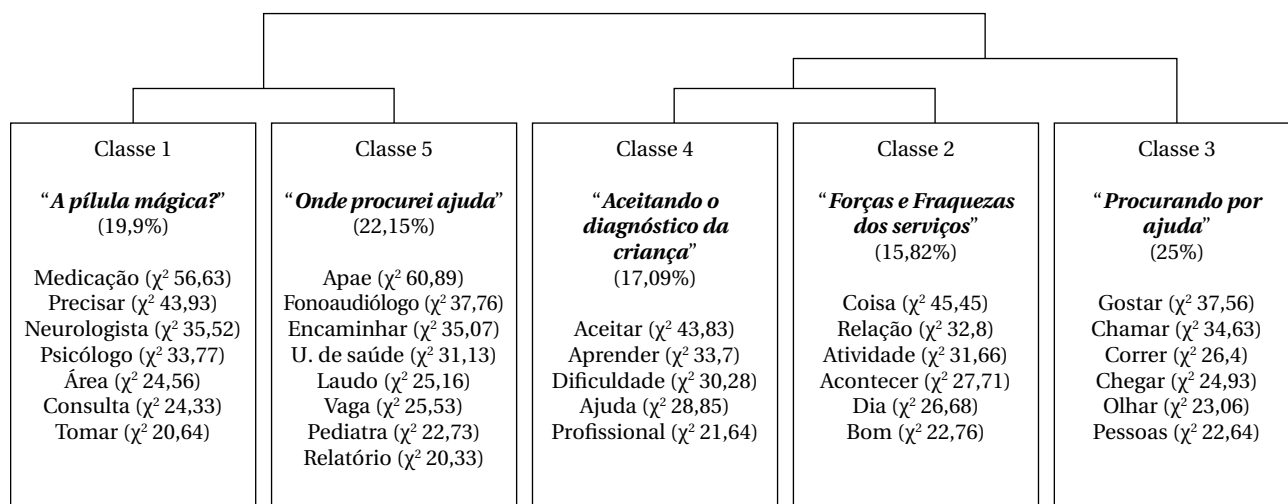 Classe 1
“A pílula mágica?”
(19,9%)
Medicação (χ² 56,63)
Precisar (χ² 43,93)
Neurologista (χ² 35,52)
Psicólogo (χ² 33,77)
Área (χ² 24,56)
Consulta (χ² 24,33)
Tomar (χ² 20,64)
Classe 5
“Onde procurei ajuda”
(22,15%)
Apae (χ² 60,89)
Fonoaudiólogo (χ² 37,76)
Encaminhar (χ² 35,07)
U. de saúde (χ² 31,13)
Laudo (χ² 25,16)
Vaga (χ² 25,53)
Pediatra (χ² 22,73)
Relatório (χ² 20,33)
Classe 4
“Aceitando o
diagnóstico da
criança”
(17,09%)
Aceitar (χ² 43,83)
Aprender (χ² 33,7)
Dificuldade (χ² 30,28)
Ajuda (χ² 28,85)
Profissional (χ² 21,64)
Classe 2
“Forças e Fraquezas
dos serviços”
(15,82%)
Coisa (χ² 45,45)
Relação (χ² 32,8)
Atividade (χ² 31,66)
Acontecer (χ² 27,71)
Dia (χ² 26,68)
Bom (χ² 22,76)
Classe 3
“Procurando por
ajuda”
(25%)
Gostar (χ² 37,56)
Chamar (χ² 34,63)
Correr (χ² 26,4)
Chegar (χ² 24,93)
Olhar (χ² 23,06)
Pessoas (χ² 22,64)